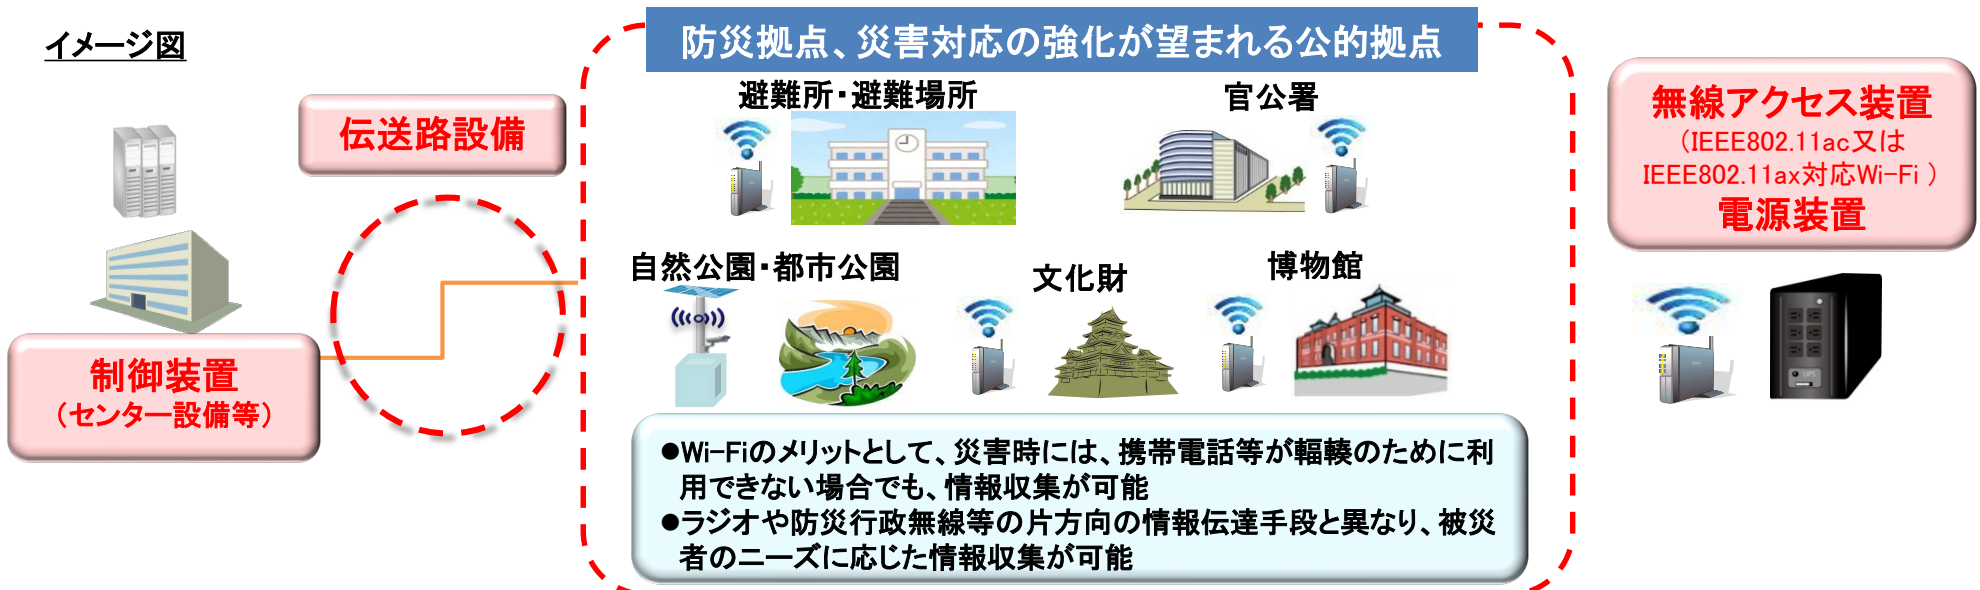 イメージ図
防災拠点、災害対応の強化が望まれる公的拠点
伝送路設備
制御装置
（センター設備等）
避難所・避難場所
官公署
自然公園・都市公園
文化財
博物館
●Wi-Fiのメリットとして、災害時には、携帯電話等が輻輳のために利
用できない場合でも、情報収集が可能
●ラジオや防災行政無線等の片方向の情報伝達手段と異なり、被災
者のニーズに応じた情報収集が可能
無線アクセス装置
（IEEE802.11ac又は
IEEE802.11ax対応Wi-Fi ）
電源装置
UPS